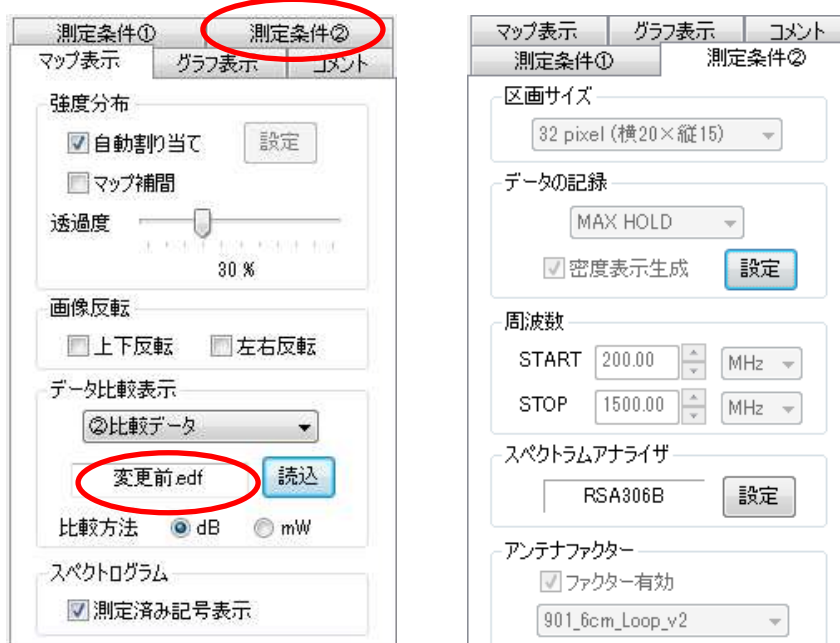 測定条件① 測定条件②
マップ表示 グラフ表示 コメント
強度分布
自動割り当て 設定
マップ補間
透過度
30 %
画像反転
上下反転 左右反転
データ比較表示
②比較データ
変更前.edf 読込
比較方法 dB mW
スペクトログラム
測定済み記号表示
マップ表示 グラフ表示 コメント
測定条件① 測定条件②
区画サイズ
32 pixel (横20×縦15)
データの記録
MAX HOLD
密度表示生成 設定
周波数
START 200.00 MHz
STOP 1500.00 MHz
スペクトラムアナライザ
RSA306B 設定
アンテナファクター
ファクター有効
901_6cm_Loop_v2